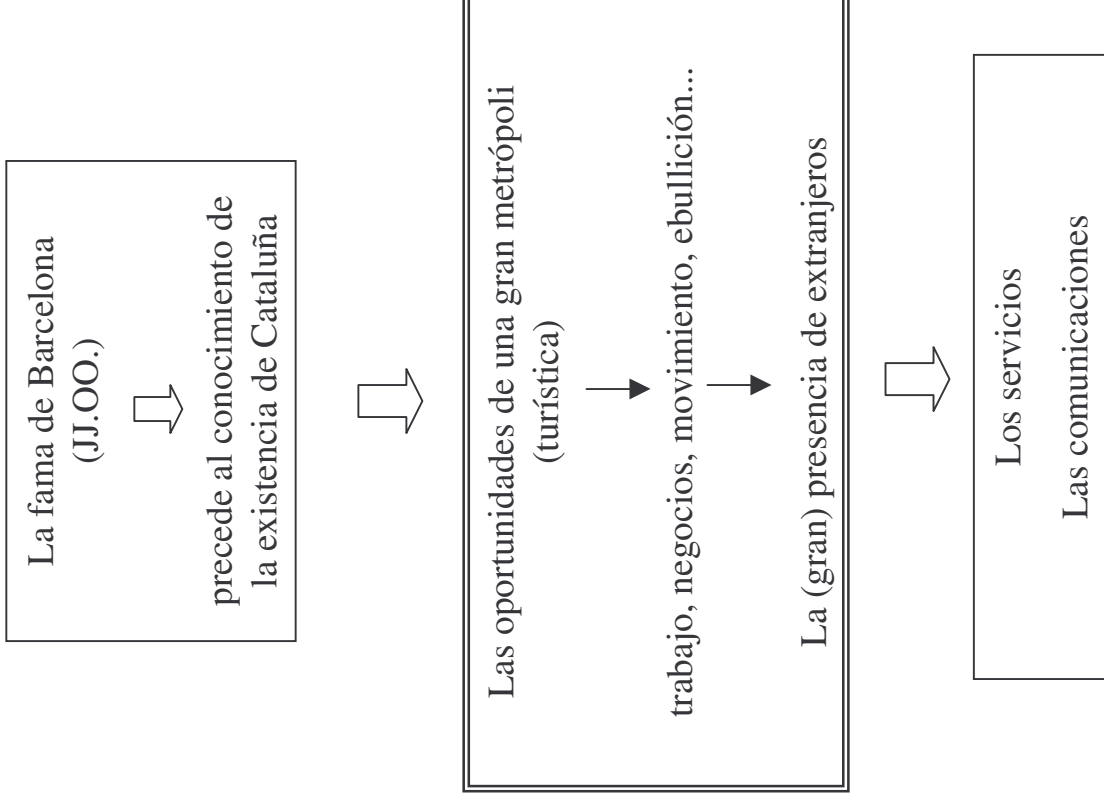 La fama de Barcelona
(JJ.OO.)
precede al conocimiento de
la existencia de Cataluña
Las oportunidades de una gran metrópoli
(turística)
trabajo, negocios, movimiento, ebullición...
La (gran) presencia de extranjeros
Los servicios
Las comunicaciones